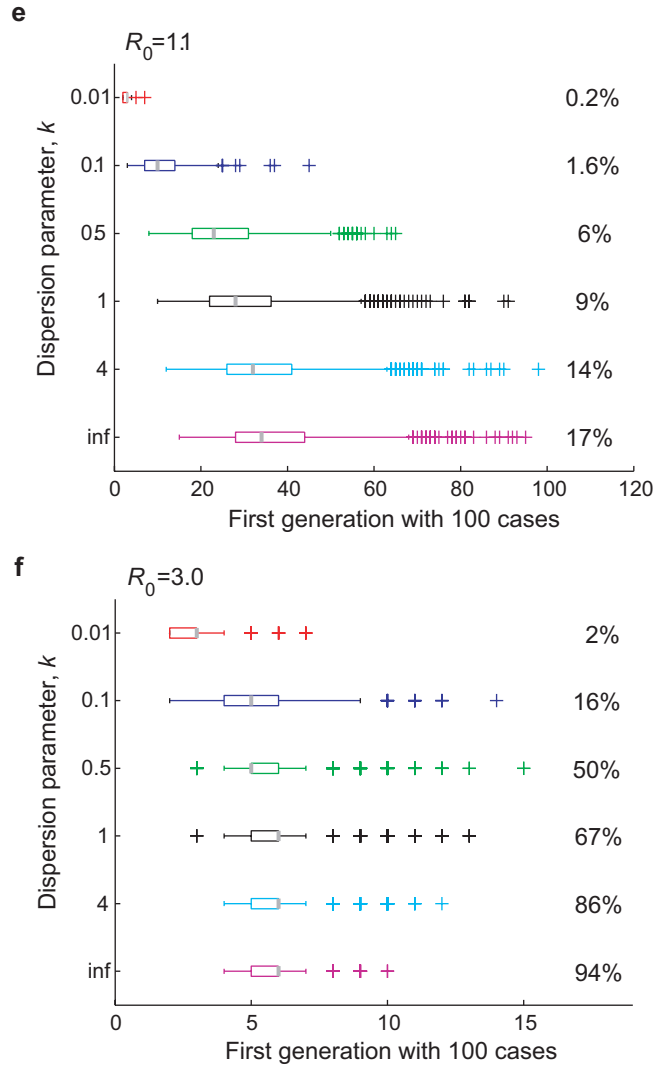 e
R0=1.1
Dispersion parameter, k
0.01
0.1
0.5
1
4
inf
0.2%
1.6%
6%
9%
14%
17%
0 20 40 60 80 100 120
First generation with 100 cases
f
R0=3.0
Dispersion parameter, k
0.01
0.1
0.5
1
4
inf
2%
16%
50%
67%
86%
94%
0 5 10 15
First generation with 100 cases